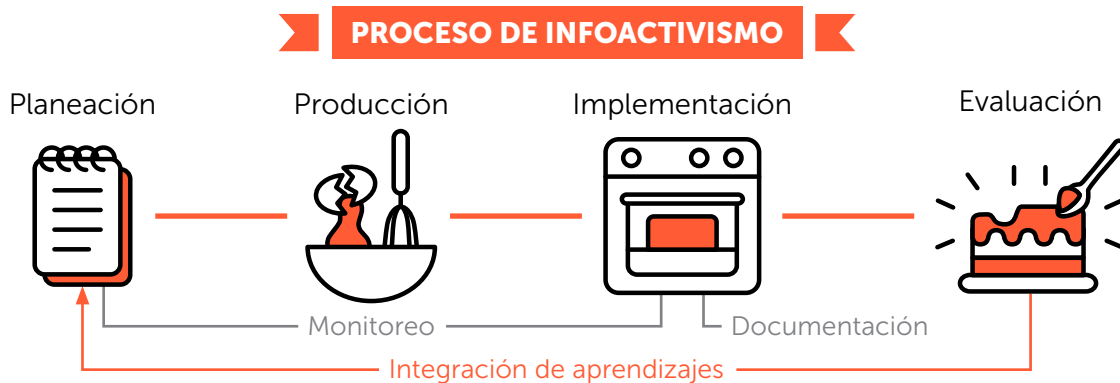 PROCESO DE INFOACTIVISMO
Planeación
Producción
Implementación
Evaluación
Monitoreo
Documentación
Integración de aprendizajes